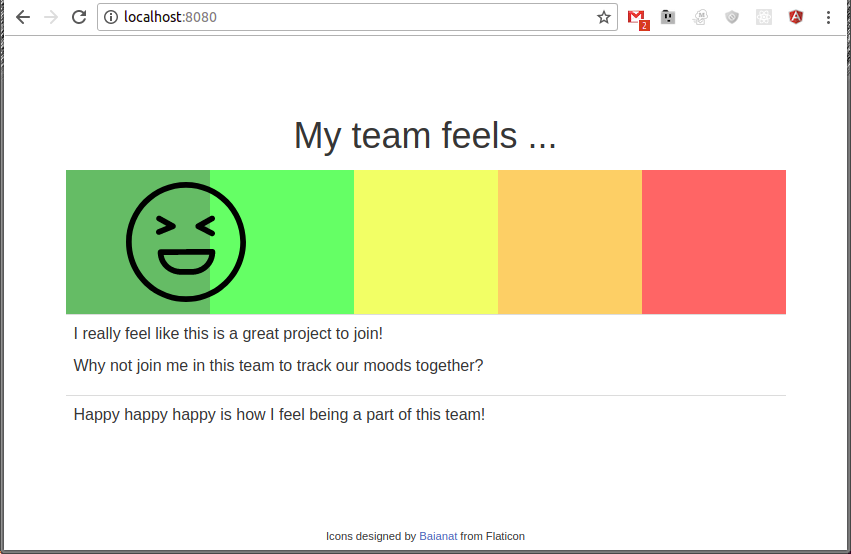 localhost:8080
2
My team feels ...
I really feel like this is a great project to join!
Why not join me in this team to track our moods together?
Happy happy happy is how I feel being a part of this team!
Icons designed by Baianat from Flaticon